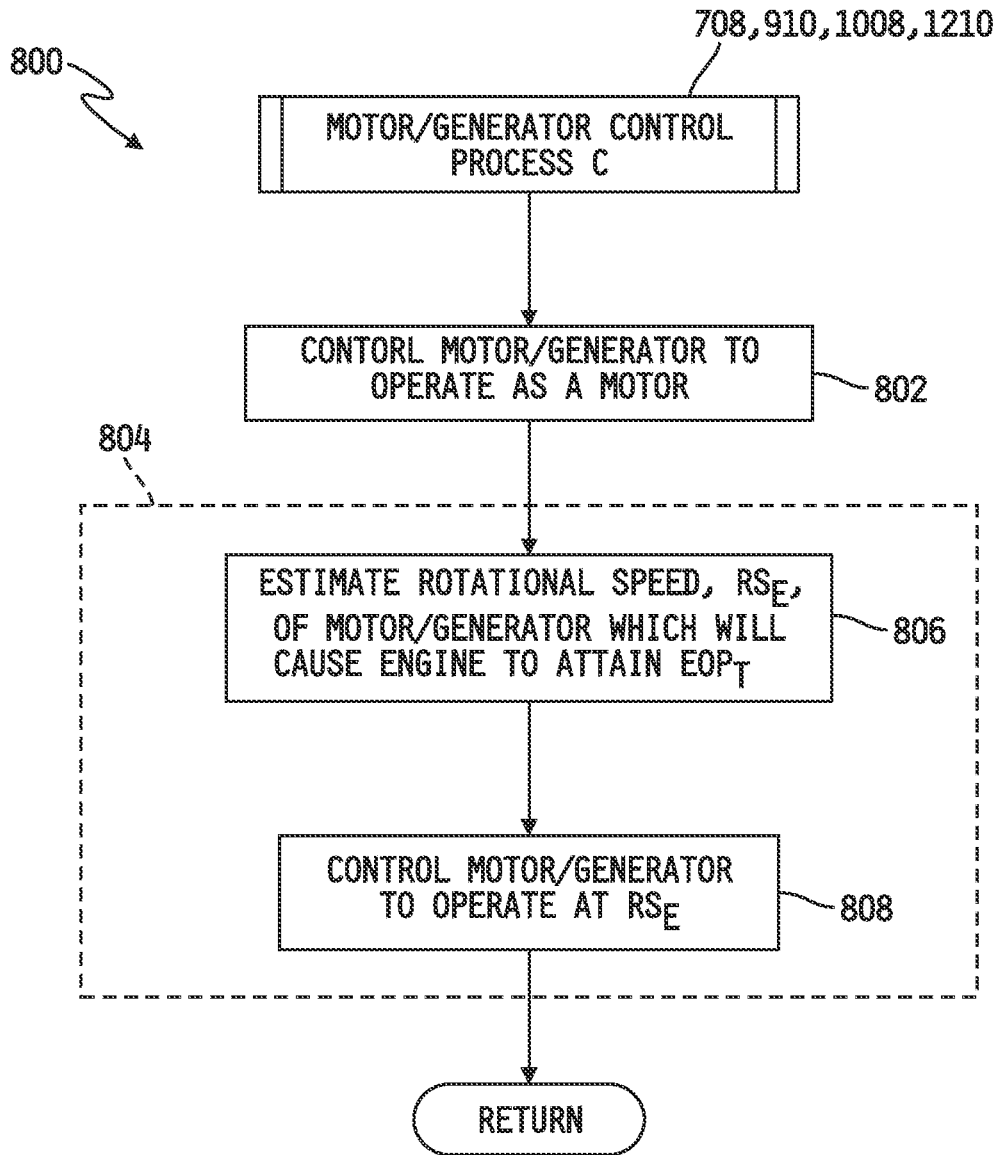 708,910,1008,1210
800
MOTOR/GENERATOR CONTROL
PROCESS C
CONTORL MOTOR/GENERATOR TO
OPERATE AS A MOTOR
802
804
ESTIMATE ROTATIONAL SPEED, RSE,
OF MOTOR/GENERATOR WHICH WILL
CAUSE ENGINE TO ATTAIN EOPT
806
CONTROL MOTOR/GENERATOR
TO OPERATE AT RSE
808
RETURN